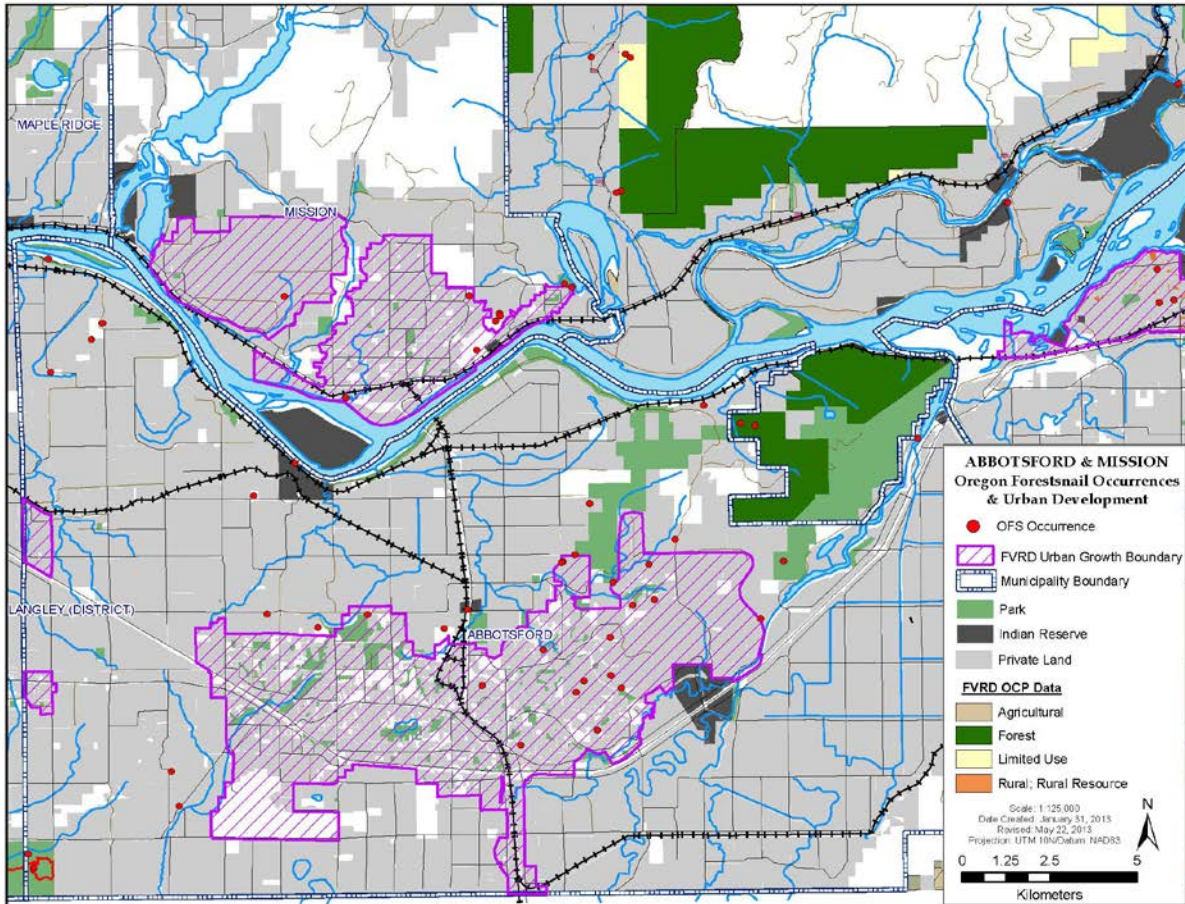 MAPLE RIDGE
MISSION
LANGLEY (DISTRICT)
ABBOTSFORD
ABBOTSFORD & MISSION
Oregon Forestsnail Occurrences
& Urban Development
OFS Occurrence
FVRD Urban Growth Boundary
Municipality Boundary
Park
Indian Reserve
Private Land
FVRD OCP Data
Agricultural
Forest
Limited Use
Rural; Rural Resource
Scale: 1:125,000
Date Created: January 31, 2013
Revised: May 22, 2013
Projection: UTM 10N/Datum: NAD83
N
0 1.25 2.5 5
Kilometers